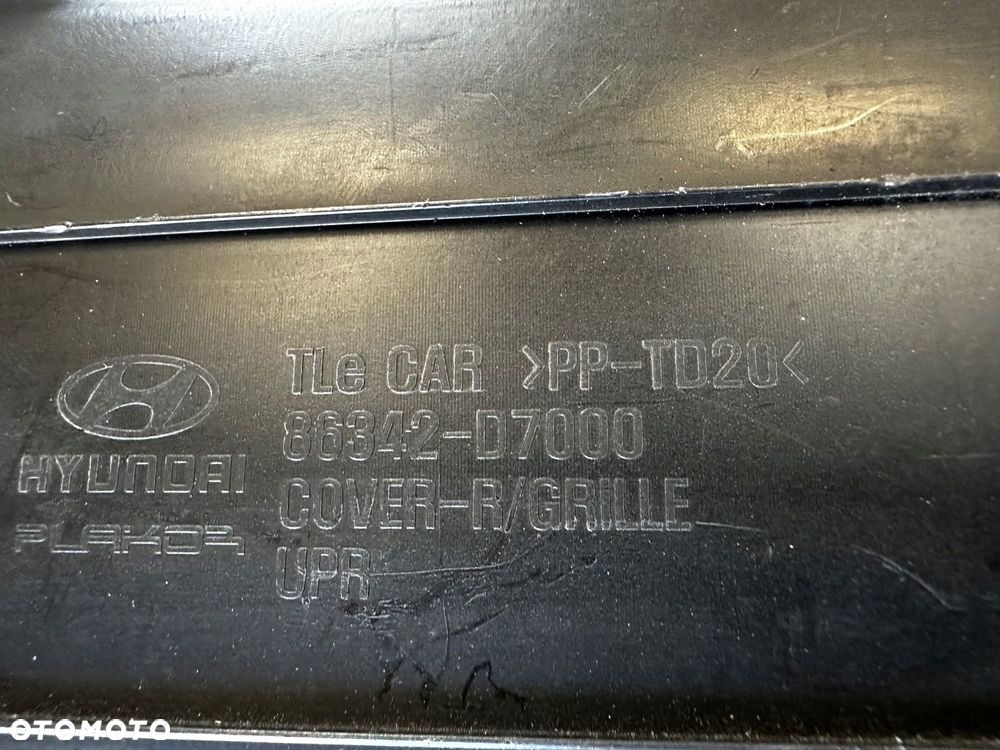 TLe CAR >PP-TD20<
86342-D7000
HYUNDAI
COVER-R/GRILLE
PLAKOR
UPR
OTOMOTO